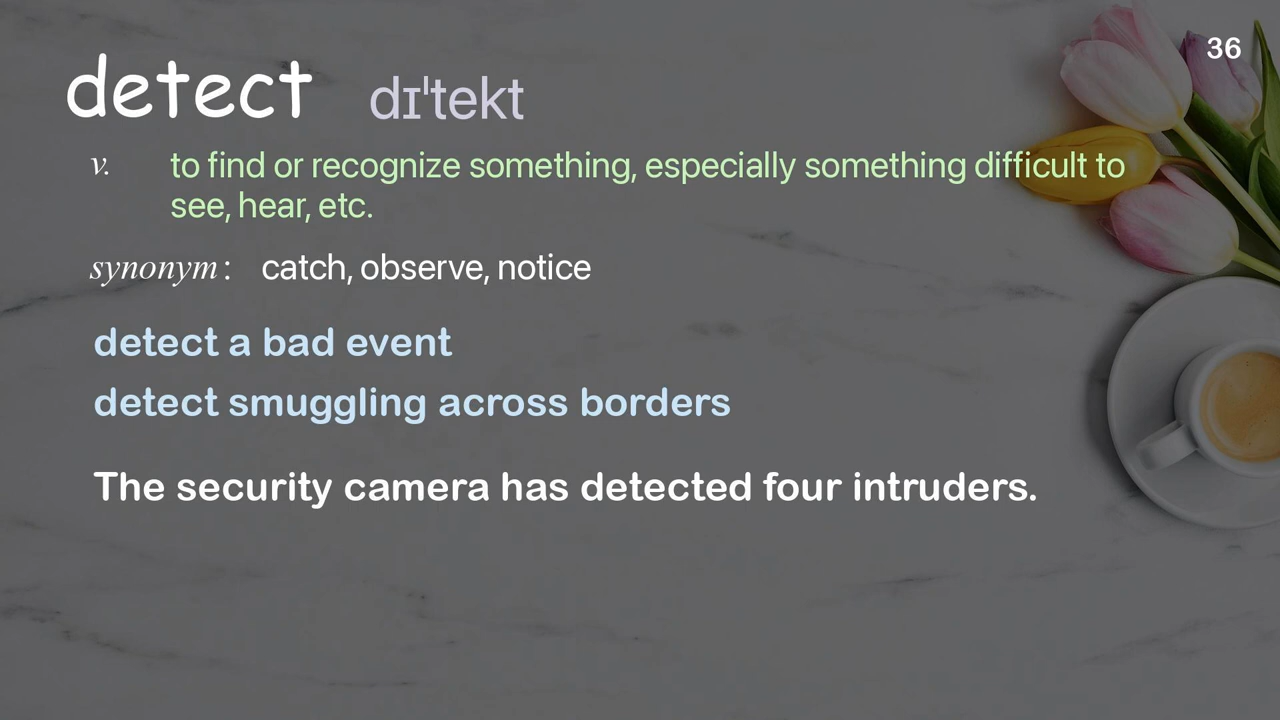 36
detect dɪˈtekt
v. to find or recognize something, especially something difficult to
see, hear, etc.
synonym: catch, observe, notice
detect a bad event
detect smuggling across borders
The security camera has detected four intruders.